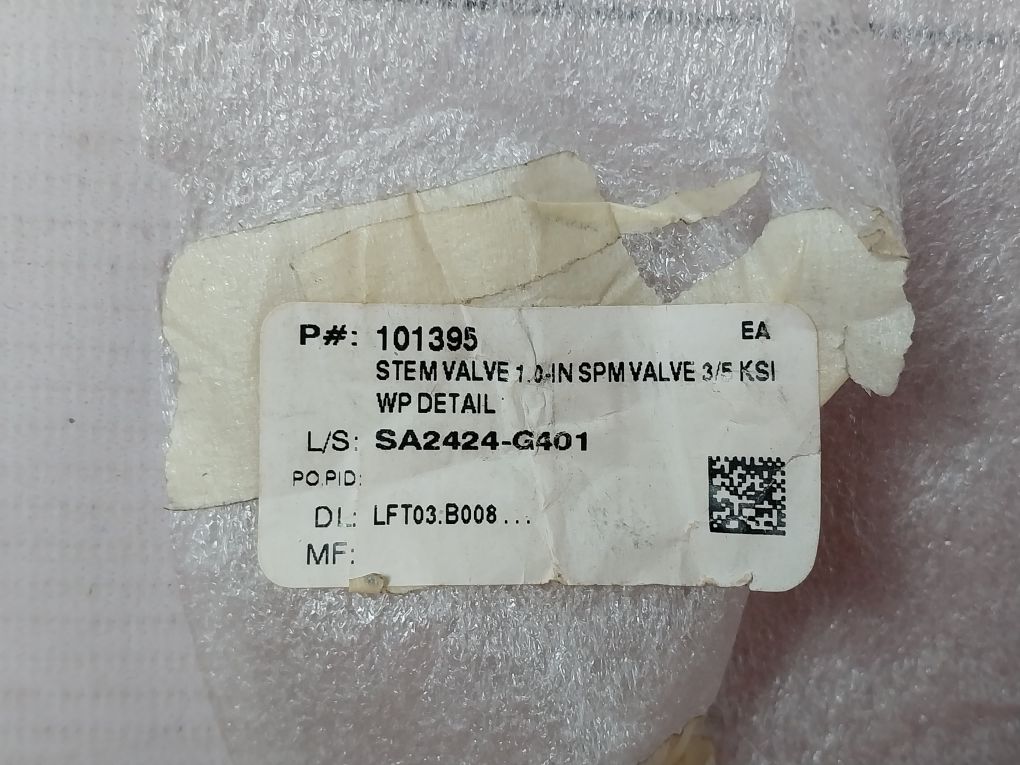 P#: 101395 EA
STEM VALVE 1.0-IN SPM VALVE 3/5 KSI
WP DETAIL
L/S: SA2424-G401
PO.PID:
DL: LFT03.B008...
MF: